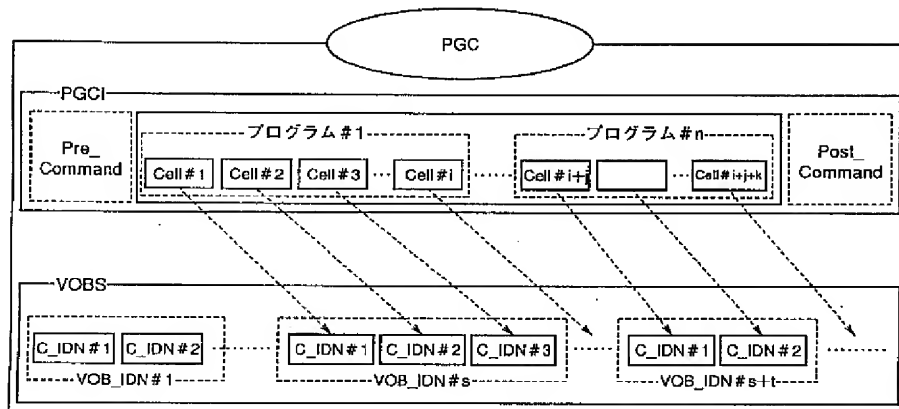 PGC
PGCI
プログラム#1
プログラム#n
Pre_
Command
Cell#1
Cell#2
Cell#3
Cell#i
Cell#i+j
Cell#i+j+k
Post_
Command
VOBS
C_IDN#1
C_IDN#2
C_IDN#1
C_IDN#2
C_IDN#3
C_IDN#1
C_IDN#2
VOB_IDN#1
VOB_IDN#s
VOB_IDN#s+t